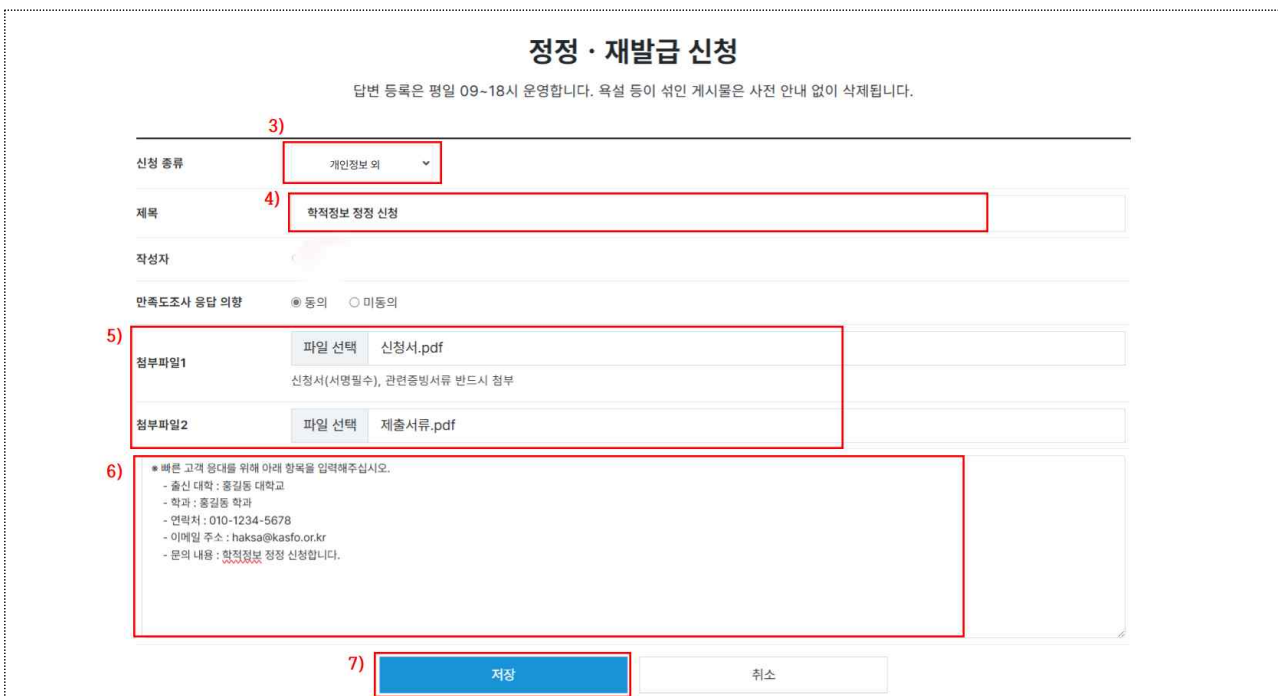 정정 · 재발급 신청
답변 등록은 평일 09~18시 운영합니다. 욕설 등이 섞인 게시물은 사전 안내 없이 삭제됩니다.
3)
신청 종류 개인정보 외
4)
제목 학적정보 정정 신청
작성자
만족도조사 응답 의향 동의 미동의
5)
첨부파일1 파일 선택 신청서.pdf
신청서(서명필수), 관련증빙서류 반드시 첨부
첨부파일2 파일 선택 제출서류.pdf
6)
※ 빠른 고객 응대를 위해 아래 항목을 입력해주십시오.
- 출신 대학 : 홍길동 대학교
- 학과 : 홍길동 학과
- 연락처 : 010-1234-5678
- 이메일 주소 : haksa@kasfo.or.kr
- 문의 내용 : 학적정보 정정 신청합니다.
7)
저장 취소